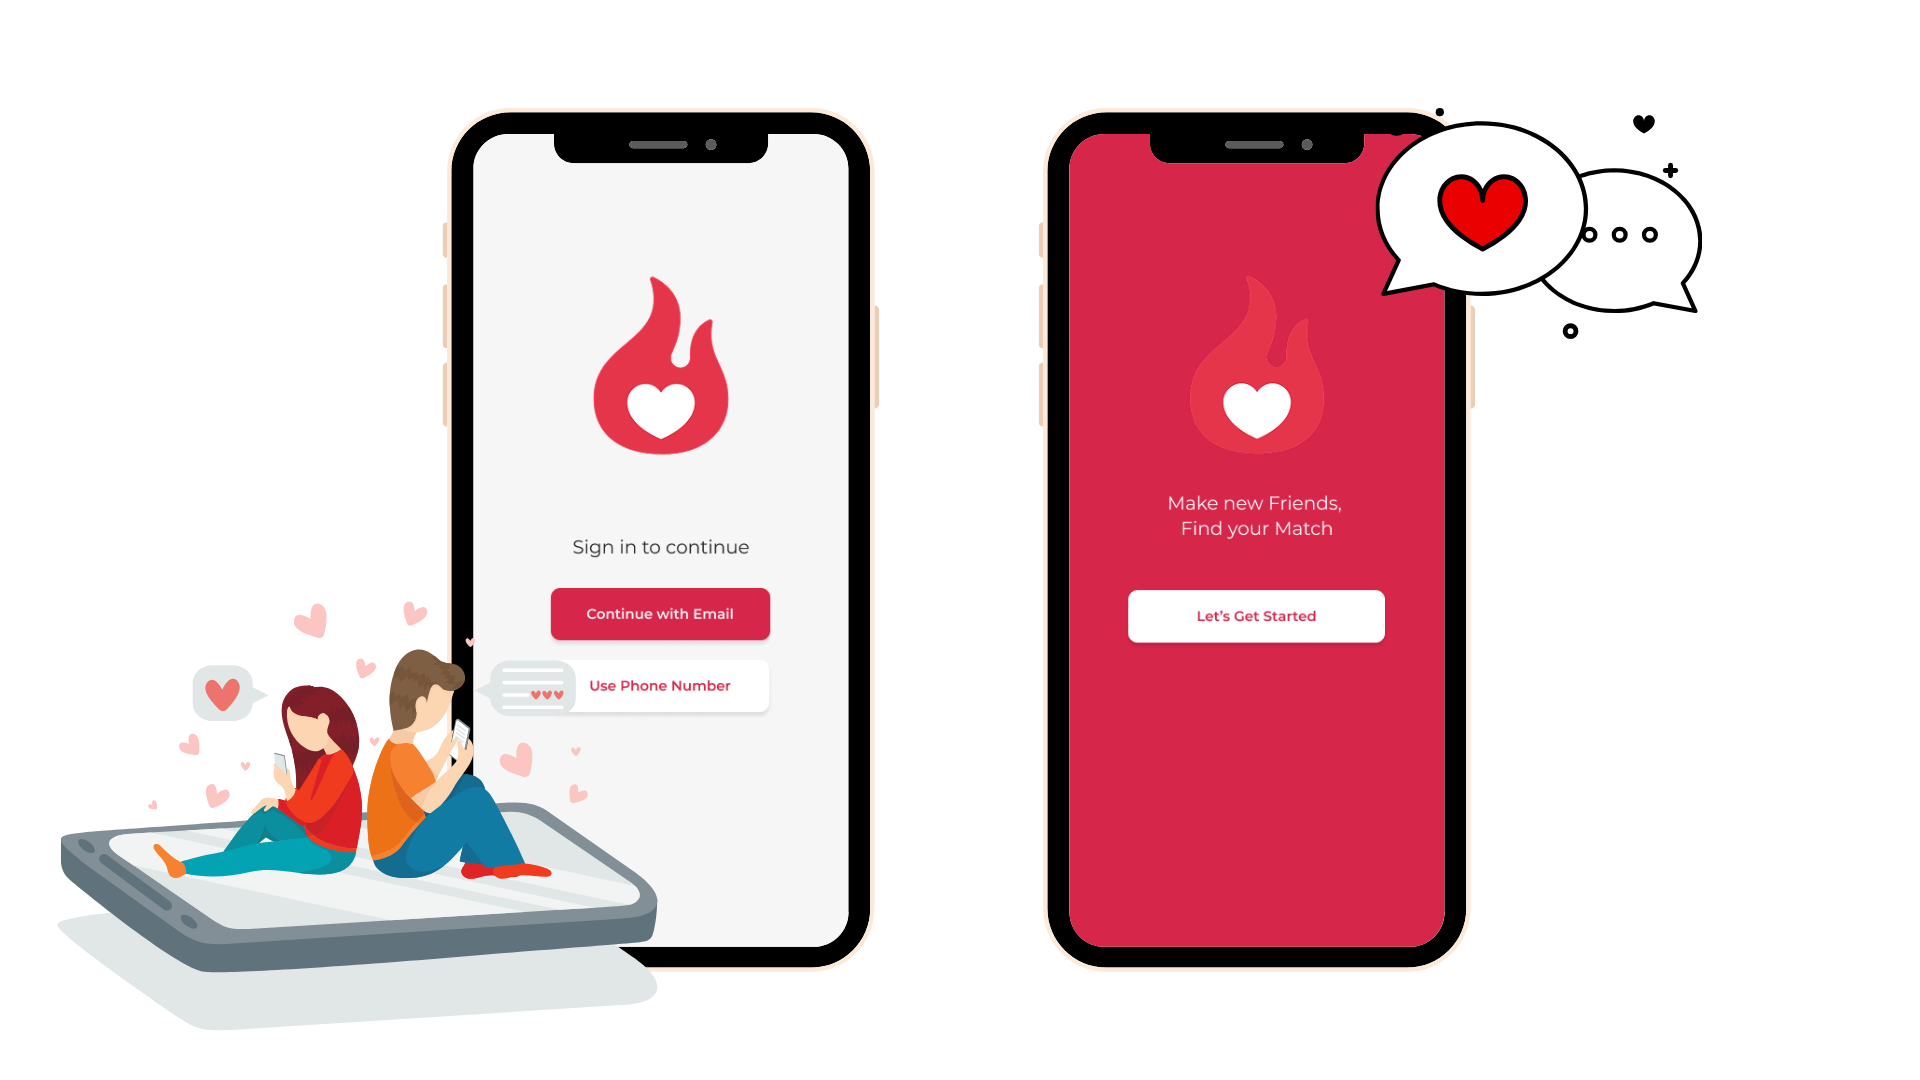 Sign in to continue
Continue with Email
Use Phone Number
Make new Friends,
Find your Match
Let’s Get Started